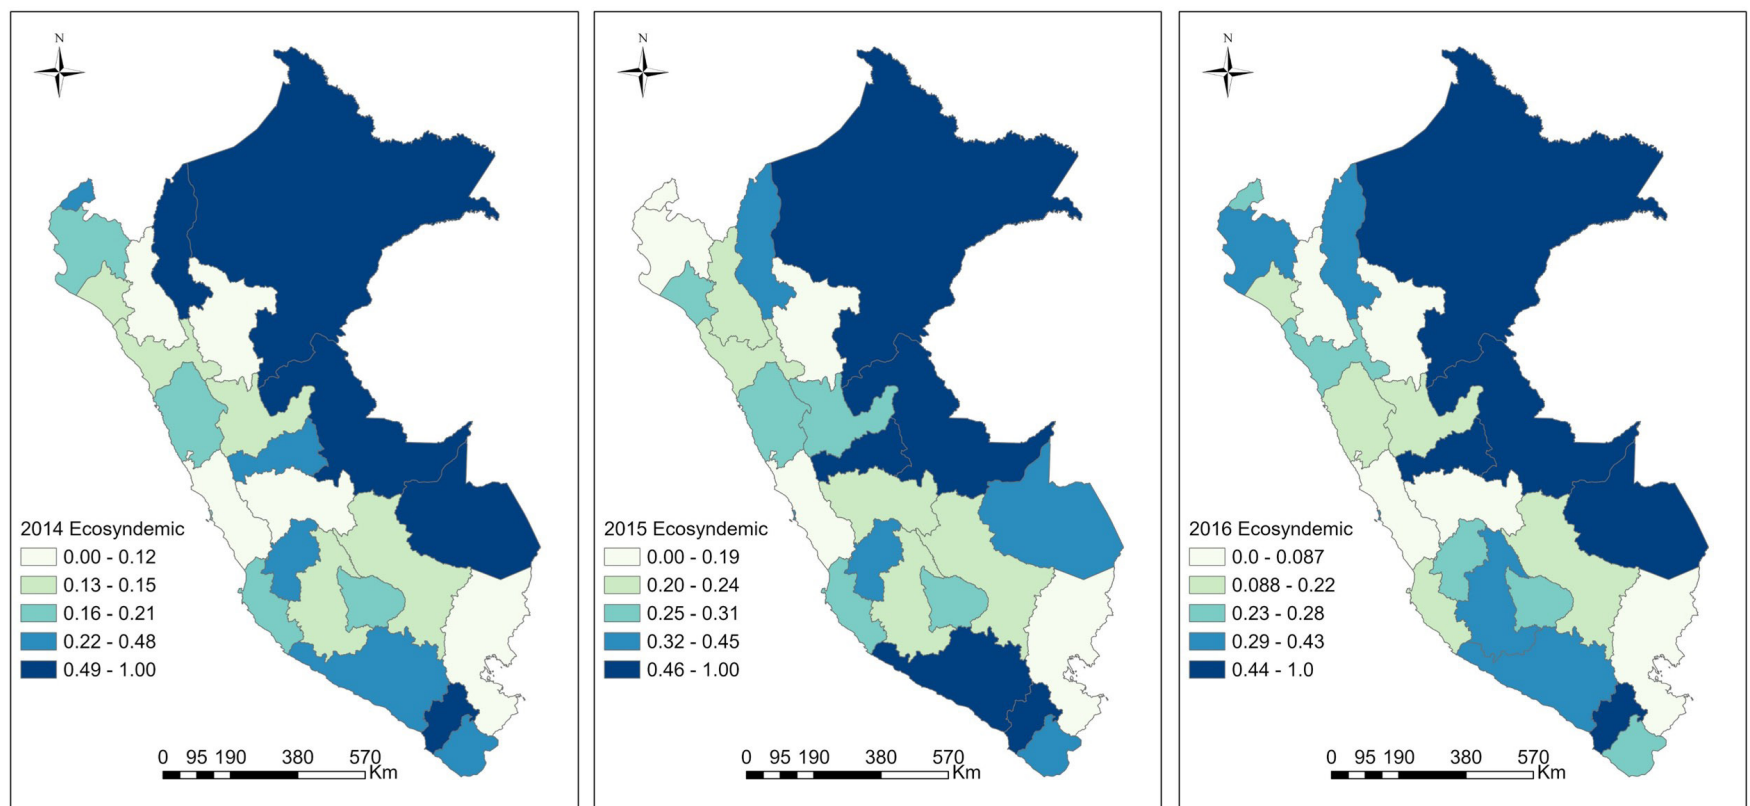 N
2014 Ecosyndemic
0.00 - 0.12
0.13 - 0.15
0.16 - 0.21
0.22 - 0.48
0.49 - 1.00
0 95 190 380 570
Km
N
2015 Ecosyndemic
0.00 - 0.19
0.20 - 0.24
0.25 - 0.31
0.32 - 0.45
0.46 - 1.00
0 95 190 380 570
Km
N
2016 Ecosyndemic
0.0 - 0.087
0.088 - 0.22
0.23 - 0.28
0.29 - 0.43
0.44 - 1.0
0 95 190 380 570
Km